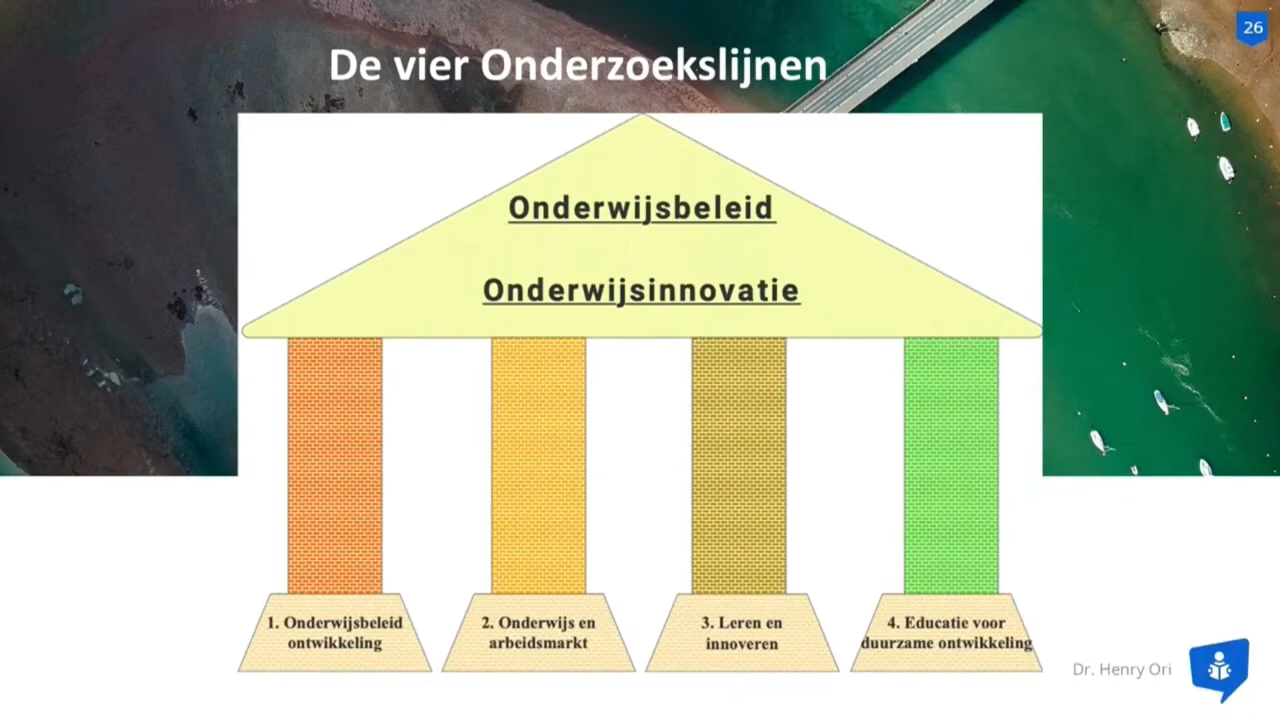 26
De vier Onderzoekslijnen
Onderwijsbeleid
Onderwijsinnovatie
1. Onderwijsbeleid
ontwikkeling
2. Onderwijs en
arbeidsmarkt
3. Leren en
innoveren
4. Educatie voor
duurzame ontwikkeling
Dr. Henry Ori